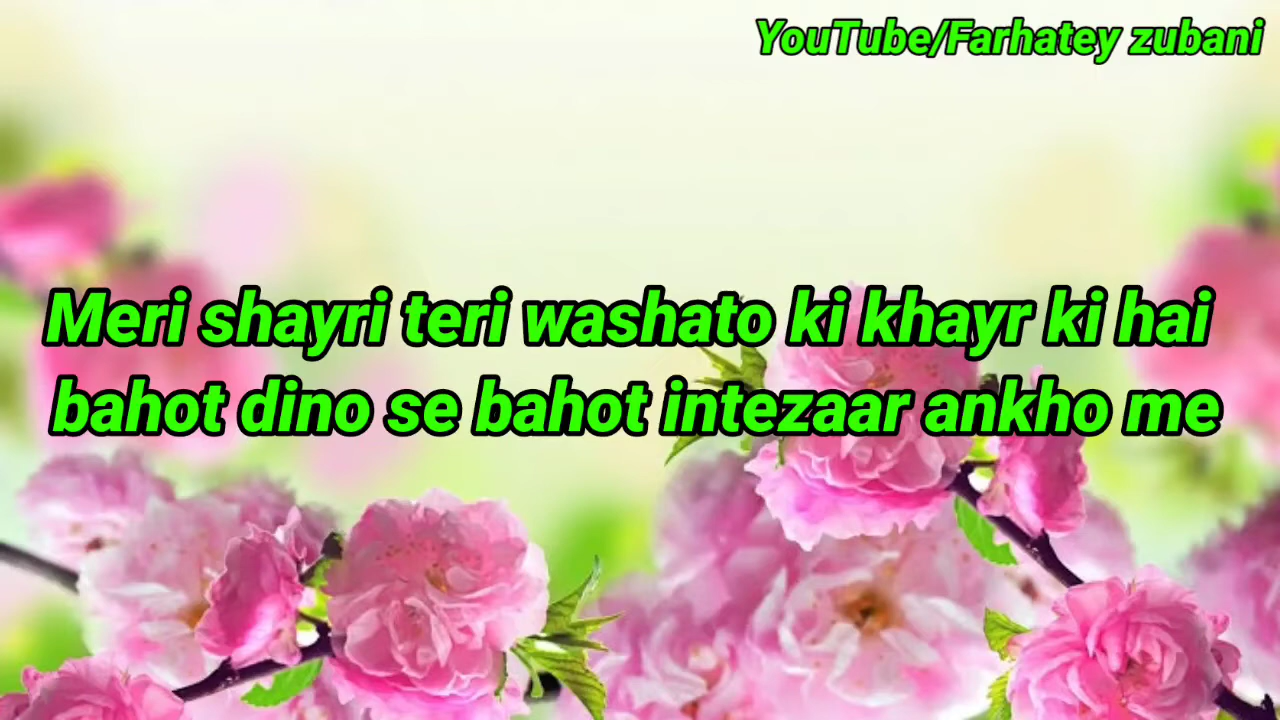 YouTube/Farhatey zubani
Meri shayri teri washato ki khayr ki hai
bahot dino se bahot intezaar ankho me